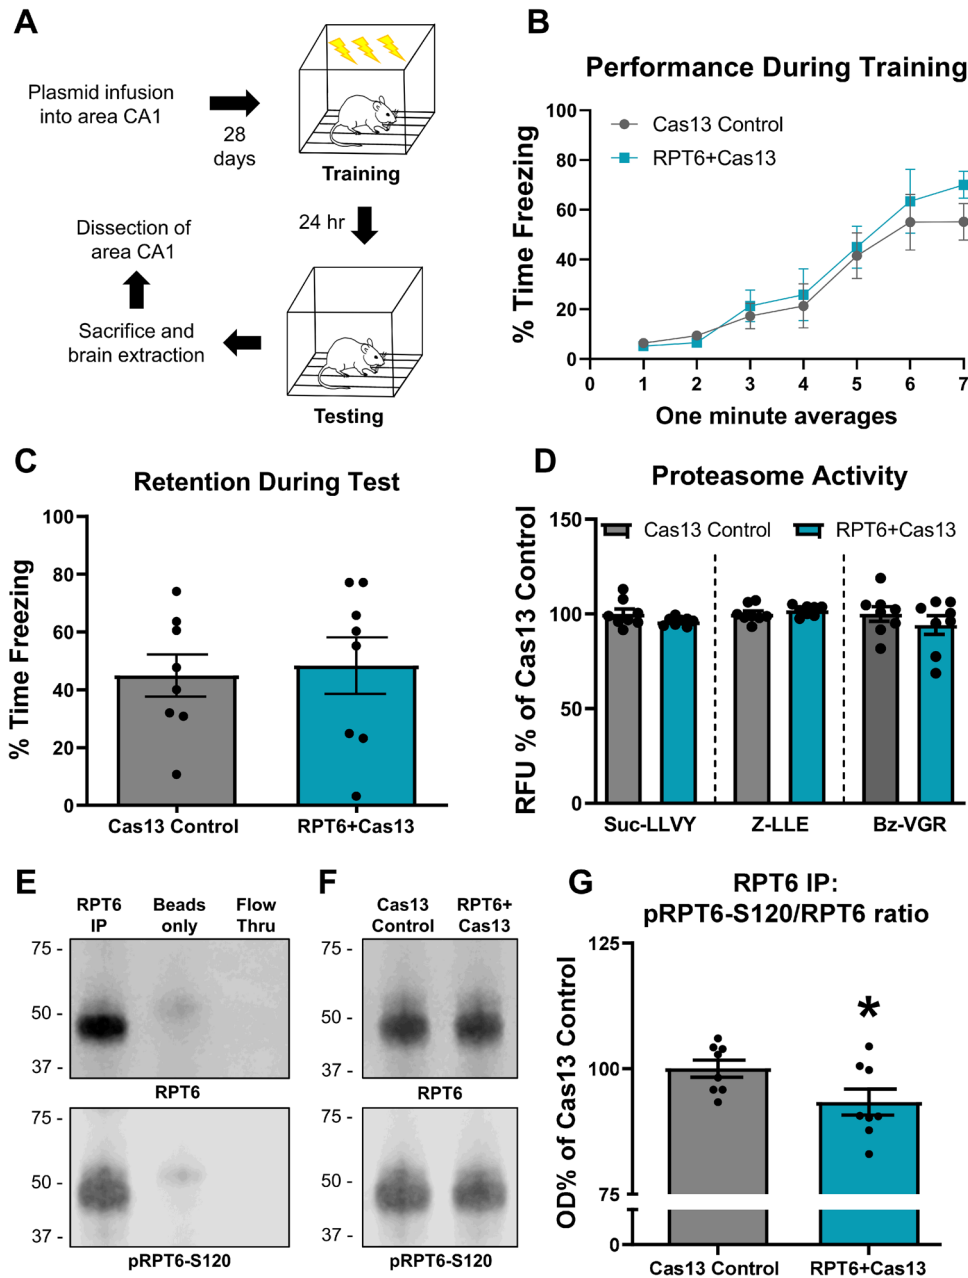 A
Plasmid infusion
into area CA1
28
days
Training
24 hr
Dissection of
area CA1
Sacrifice and
brain extraction
Testing
B
Performance During Training
% Time Freezing
100
80
60
40
20
0
Cas13 Control
RPT6+Cas13
0 1 2 3 4 5 6 7
One minute averages
C
Retention During Test
% Time Freezing
100
80
60
40
20
0
Cas13 Control RPT6+Cas13
D
Proteasome Activity
RFU % of Cas13 Control
150
100
50
0
Cas13 Control RPT6+Cas13
Suc-LLVY Z-LLE Bz-VGR
E
RPT6 Beads Flow
IP only Thru
75 -
50 -
37 -
RPT6
75 -
50 -
37 -
pRPT6-S120
F
Cas13 RPT6+
Control Cas13
75 -
50 -
37 -
RPT6
75 -
50 -
37 -
pRPT6-S120
G
RPT6 IP:
pRPT6-S120/RPT6 ratio
OD% of Cas13 Control
125
100
75
0
*
Cas13 Control RPT6+Cas13